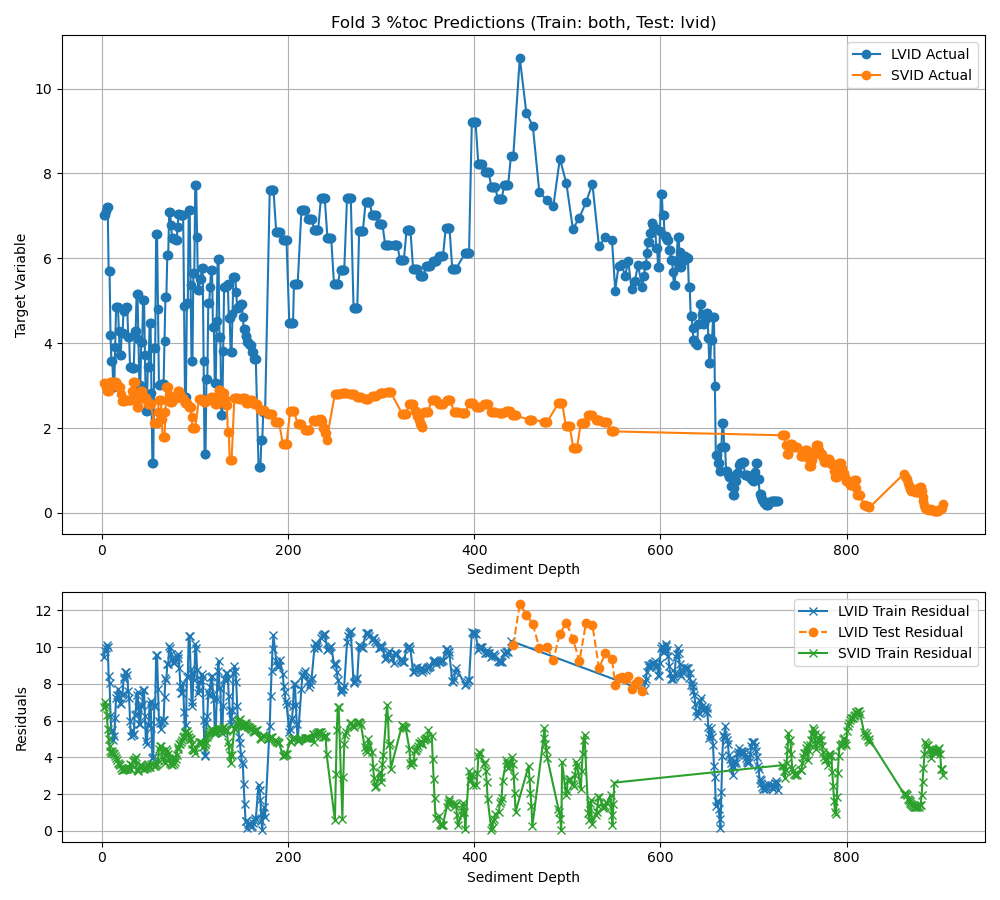 Fold 3 %toc Predictions (Train: both, Test: lvid)
LVID Actual
SVID Actual
Target Variable
10
8
6
4
2
0
0 200 400 600 800
Sediment Depth
LVID Train Residual
LVID Test Residual
SVID Train Residual
Residuals
12
10
8
6
4
2
0
0 200 400 600 800
Sediment Depth